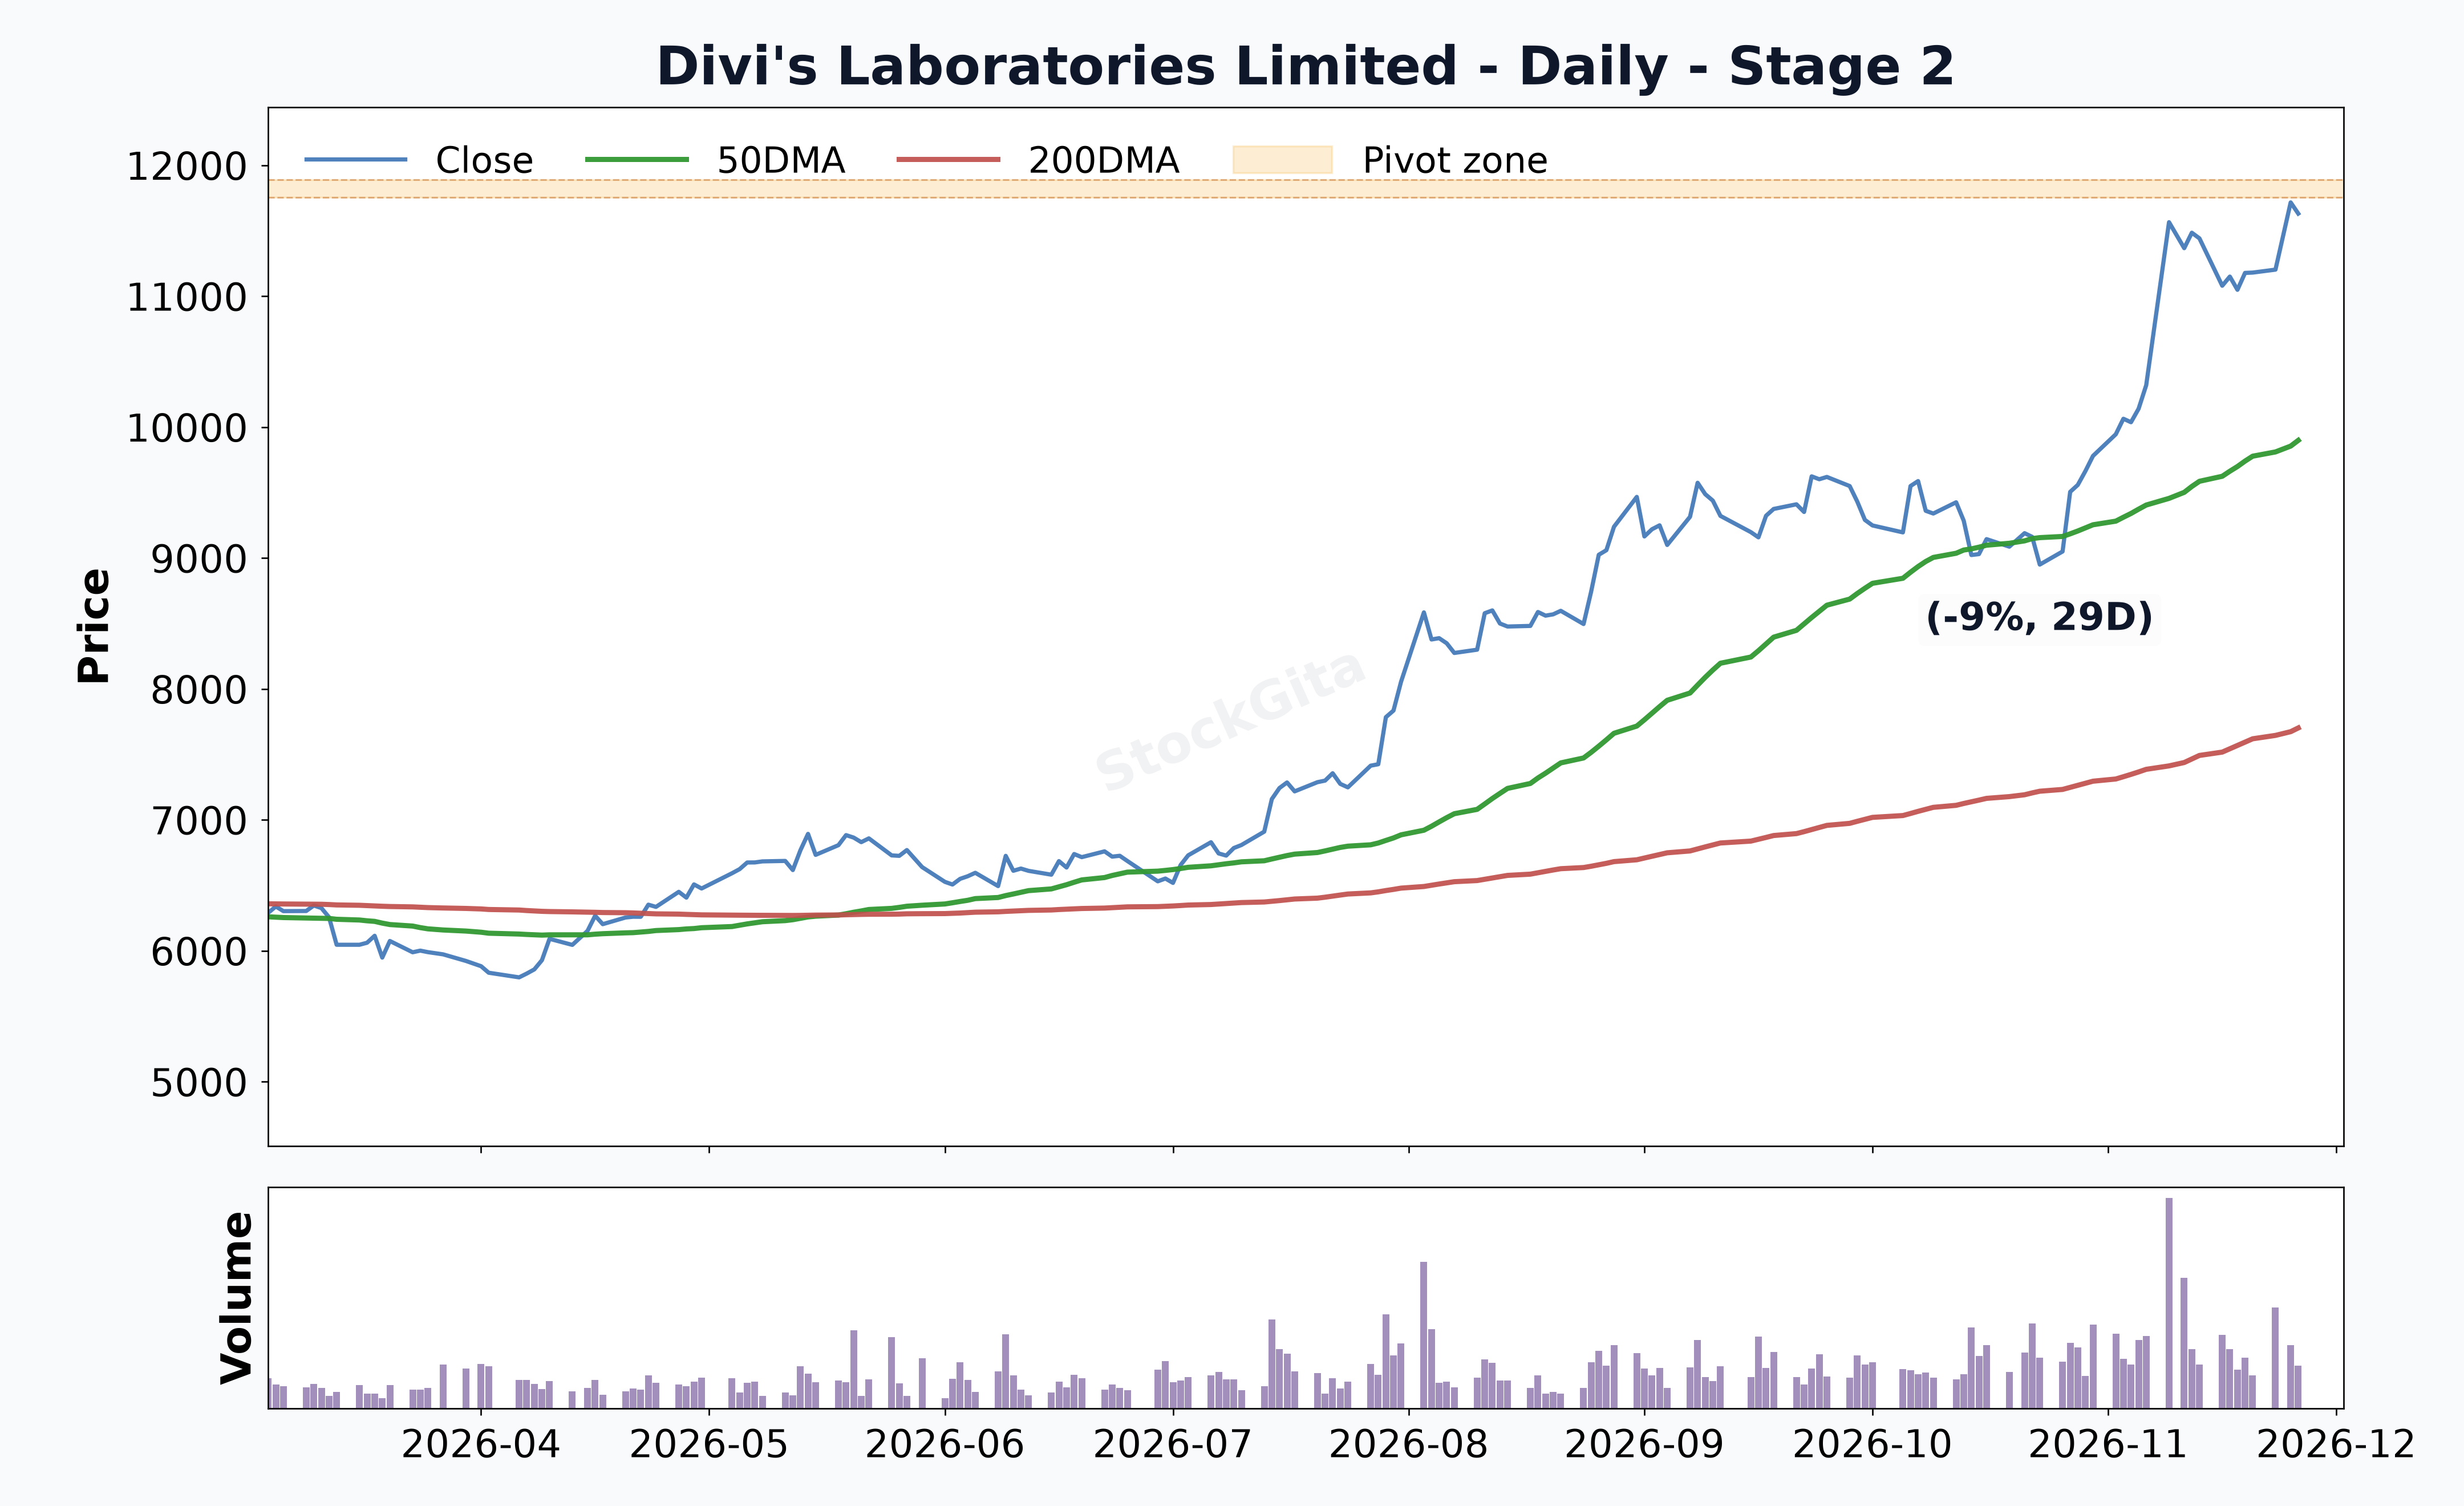 Divi's Laboratories Limited - Daily - Stage 2
Close 50DMA 200DMA Pivot zone
12000
11000
10000
9000
8000
7000
6000
5000
Price
(-9%, 29D)
StockGita
Volume
2026-04 2026-05 2026-06 2026-07 2026-08 2026-09 2026-10 2026-11 2026-12